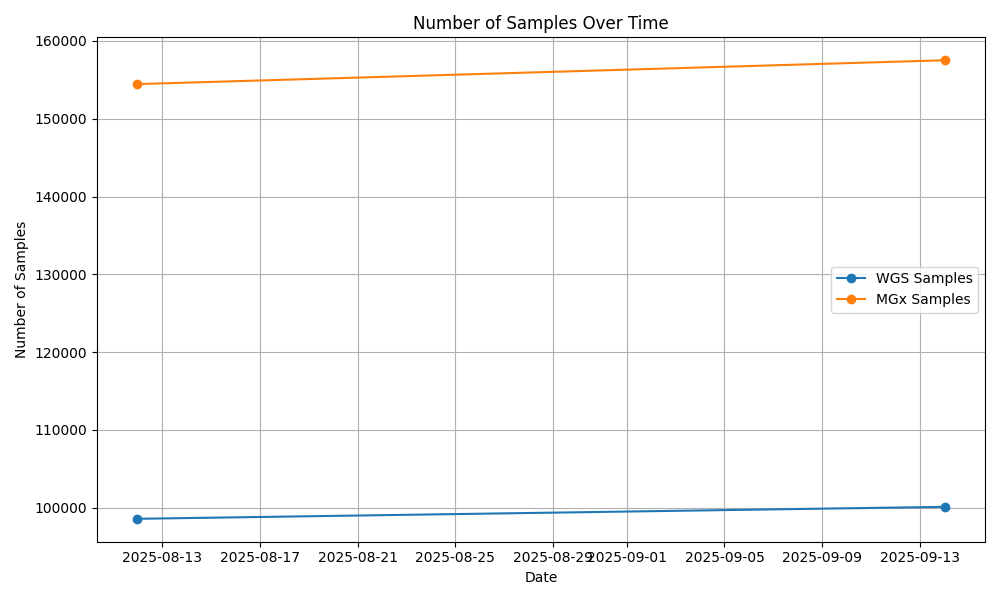 Number of Samples Over Time
160000
150000
140000
130000
120000
110000
100000
Number of Samples
WGS Samples
MGx Samples
2025-08-13 2025-08-17 2025-08-21 2025-08-25 2025-08-29 2025-09-01 2025-09-05 2025-09-09 2025-09-13
Date